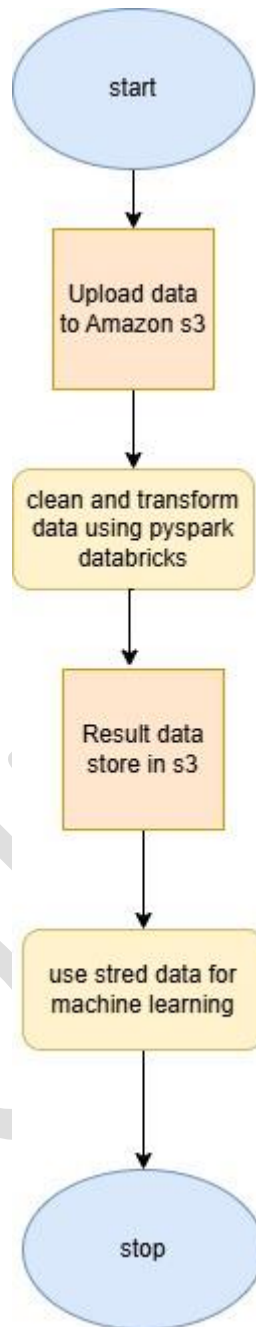 start
Upload data
to Amazon s3
clean and transform
data using pyspark
databricks
Result data
store in s3
use stred data for
machine learning
stop